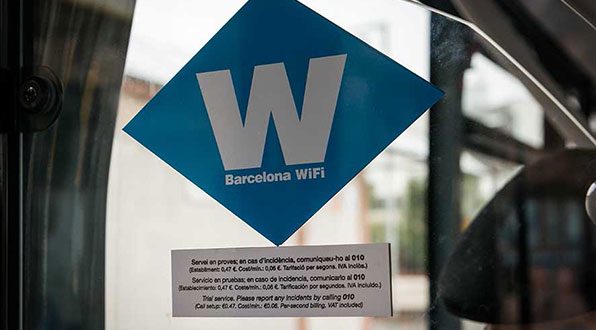 W
Barcelona WiFi
Servei en proves; en cas d'incidència, comuniqueu-ho al 010
(Establiment: 0,47 €. Cost/min.: 0,06 €. Tarifació per segons. IVA inclòs.)
Servicio en pruebas; en caso de incidencia, comunicarlo al 010
(Establecimiento: 0,47 €. Coste/min.: 0,06 €. Tarificación por segundos. IVA incluido.)
Trial service. Please report any incidents by calling 010
(Call setup: €0.47. Cost/min.: €0.06. Per-second billing. VAT included)